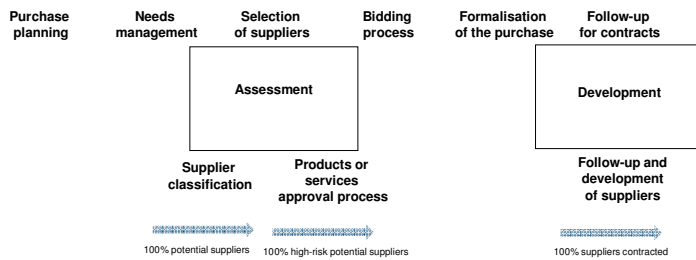 Purchase
planning
Needs
management
Selection
of suppliers
Bidding
process
Formalisation
of the purchase
Follow-up
for contracts
Assessment
Development
Supplier
classification
Products or
services
approval process
Follow-up and
development
of suppliers
100% potential suppliers
100% high-risk potential suppliers
100% suppliers contracted